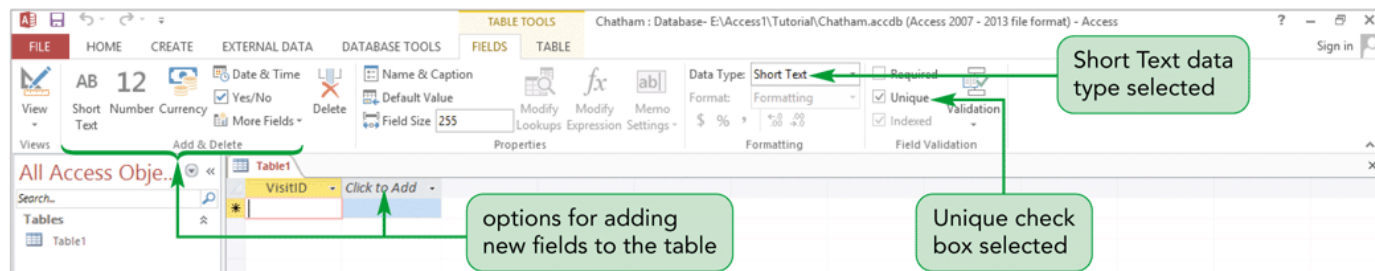 TABLE TOOLS Chatham : Database- E:\Access1\Tutorial\Chatham.accdb (Access 2007 - 2013 file format) - Access ?
FILE HOME CREATE EXTERNAL DATA DATABASE TOOLS FIELDS TABLE Sign in
View
Views
AB
Short
Text
12
Number
Currency
Date & Time
Yes/No
More Fields
Delete
Add & Delete
Name & Caption
Default Value
Field Size 255
Modify
Lookups
fx
Modify
Expression
ab
Memo
Settings
Properties
Data Type: Short Text
Format: Formatting
$ % ,
Formatting
Required
Unique
Indexed
Validation
Field Validation
Short Text data
type selected
All Access Obje...
Search...
Tables
Table1
Table1
VisitID Click to Add
options for adding
new fields to the table
Unique check
box selected